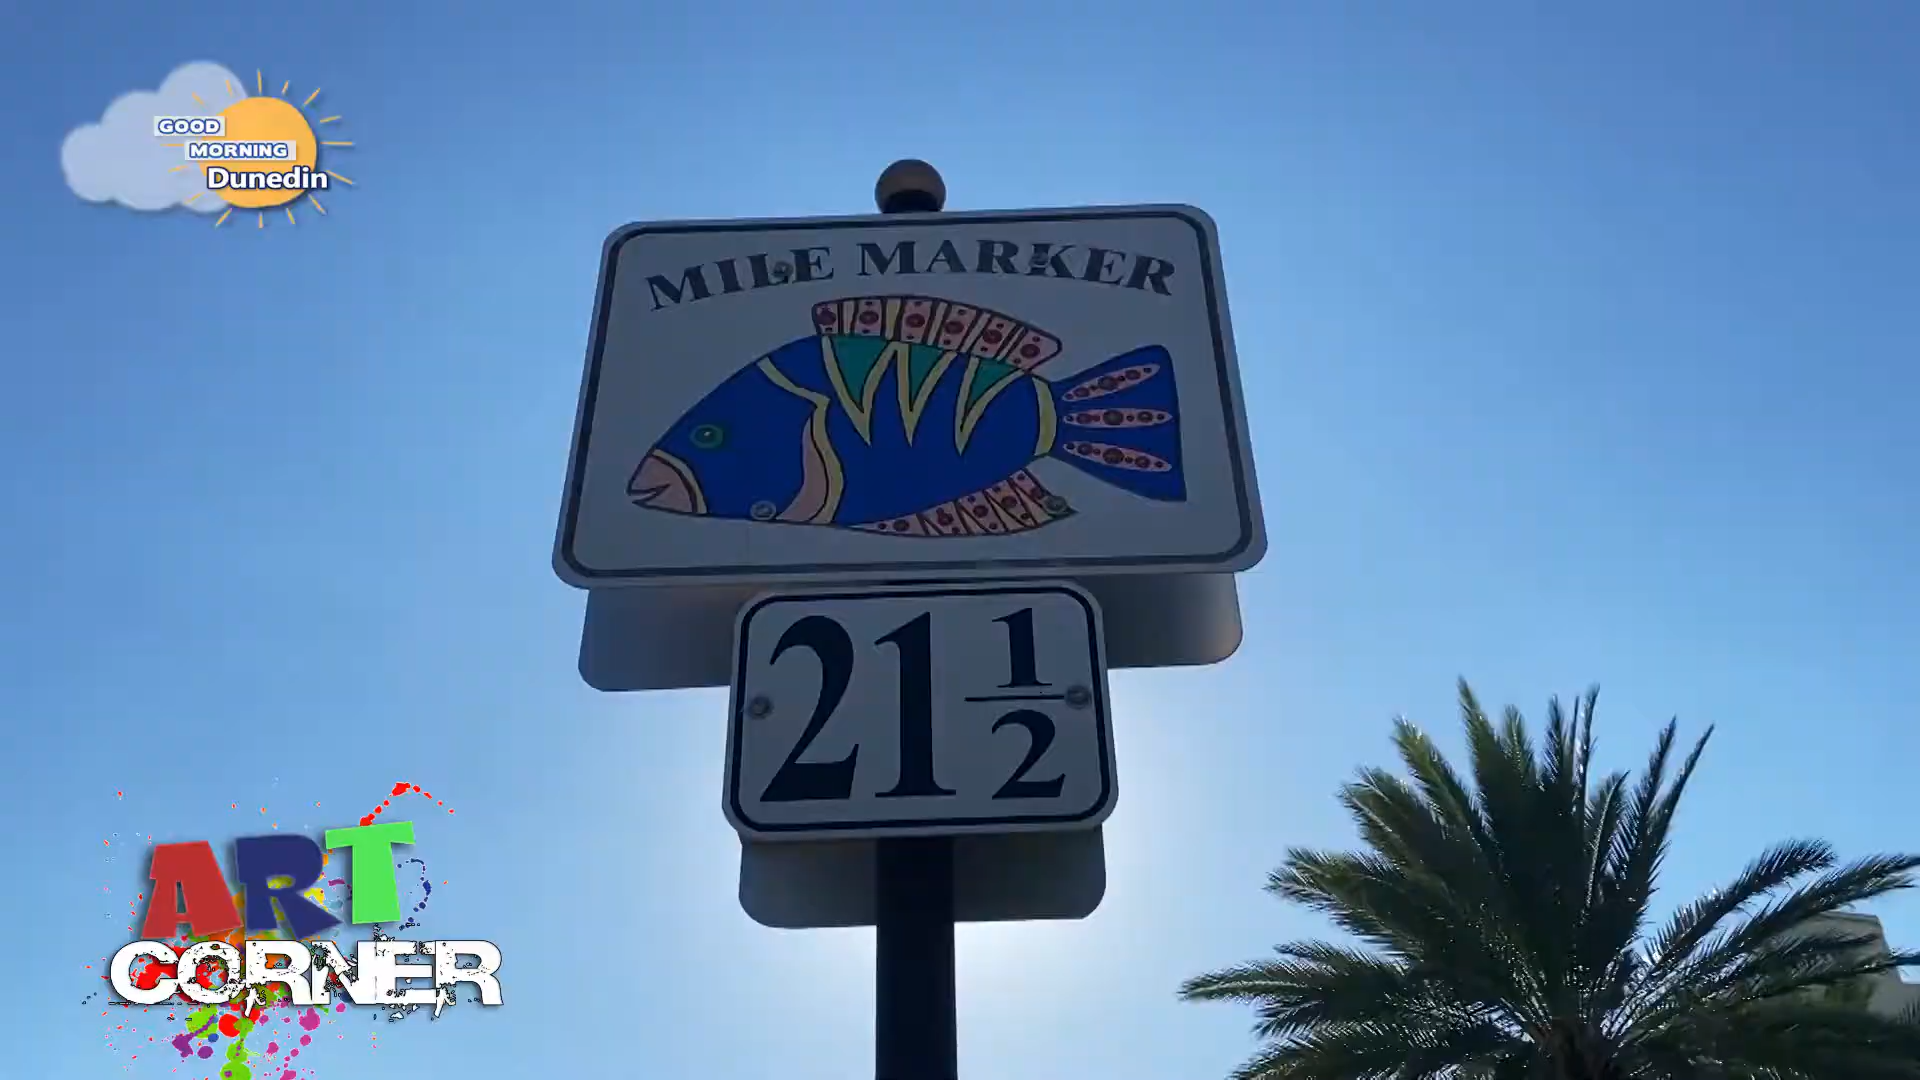 GOOD
MORNING
Dunedin
MILE MARKER
21 1/2
ART
CORNER